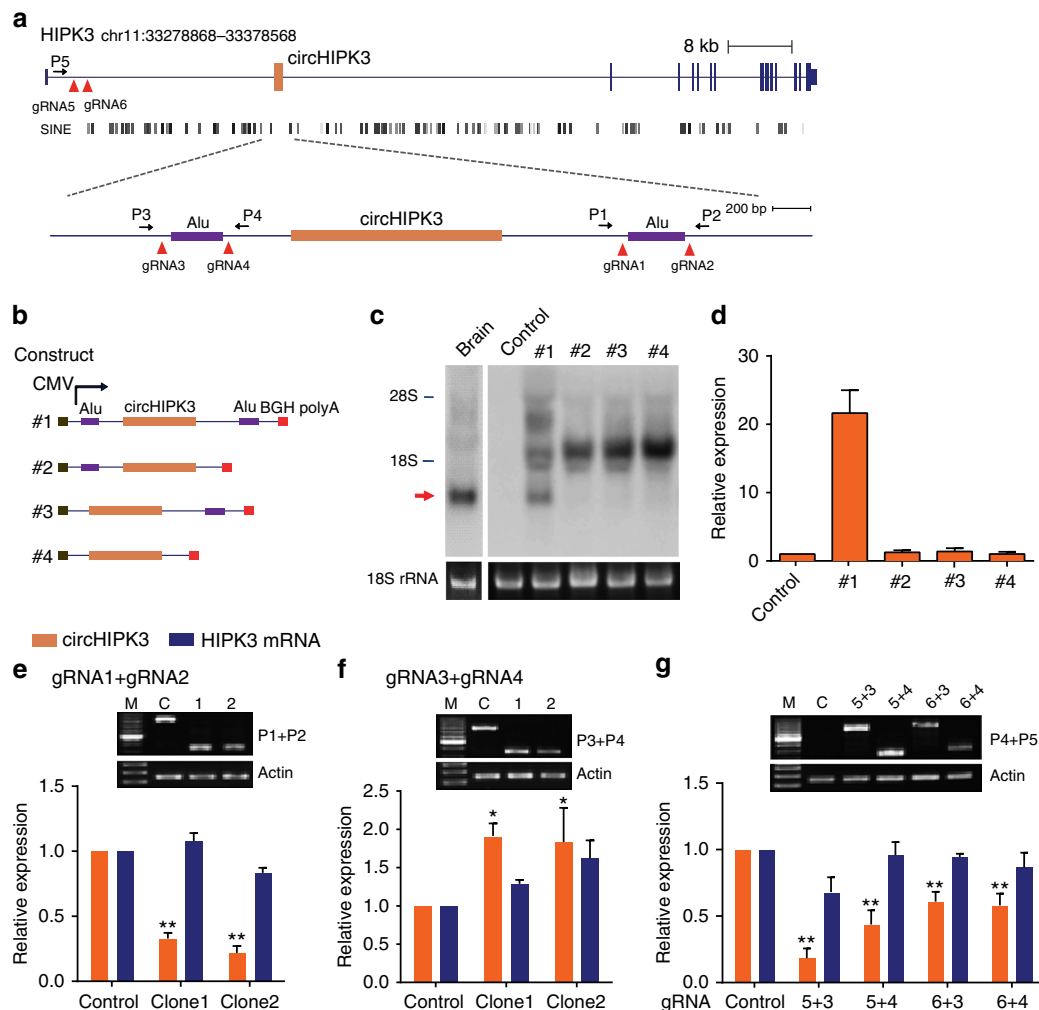 a
HIPK3 chr11:33278868–33378568
8 kb
circHIPK3
P5
gRNA5
gRNA6
SINE
200 bp
P3
Alu
P4
circHIPK3
P1
Alu
P2
gRNA3
gRNA4
gRNA1
gRNA2
b
Construct
CMV
Alu
circHIPK3
Alu
BGH polyA
#1
#2
#3
#4
c
Brain
Control
#1
#2
#3
#4
28S
18S
18S rRNA
d
Relative expression
30
20
10
0
Control
#1
#2
#3
#4
circHIPK3
HIPK3 mRNA
e
gRNA1+gRNA2
M
C
1
2
P1+P2
Actin
Relative expression
1.5
1.0
0.5
0.0
**
**
Control
Clone1
Clone2
f
gRNA3+gRNA4
M
C
1
2
P3+P4
Actin
Relative expression
2.5
2.0
1.5
1.0
0.5
0.0
*
*
Control
Clone1
Clone2
g
M
C
5+3
5+4
6+3
6+4
P4+P5
Actin
Relative expression
1.5
1.0
0.5
0.0
**
**
**
**
gRNA
Control
5+3
5+4
6+3
6+4